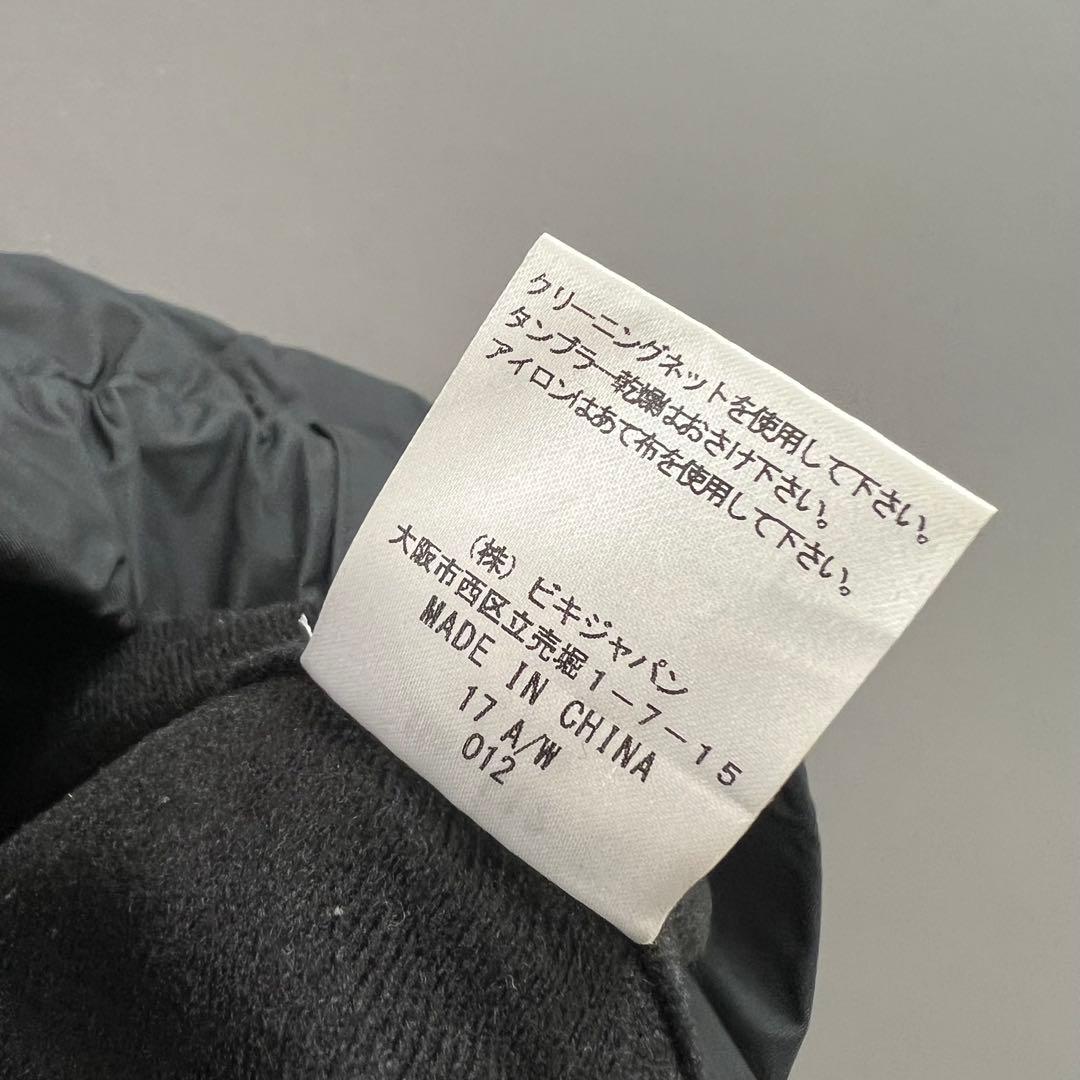 クリーニングネットを使用して下さい。
タンブラー乾燥はおさけ下さい。
アイロンはあて布を使用して下さい。
(株) ビキジャパン
大阪市西区立売堀1-7-15
MADE IN CHINA
17 A/W
012